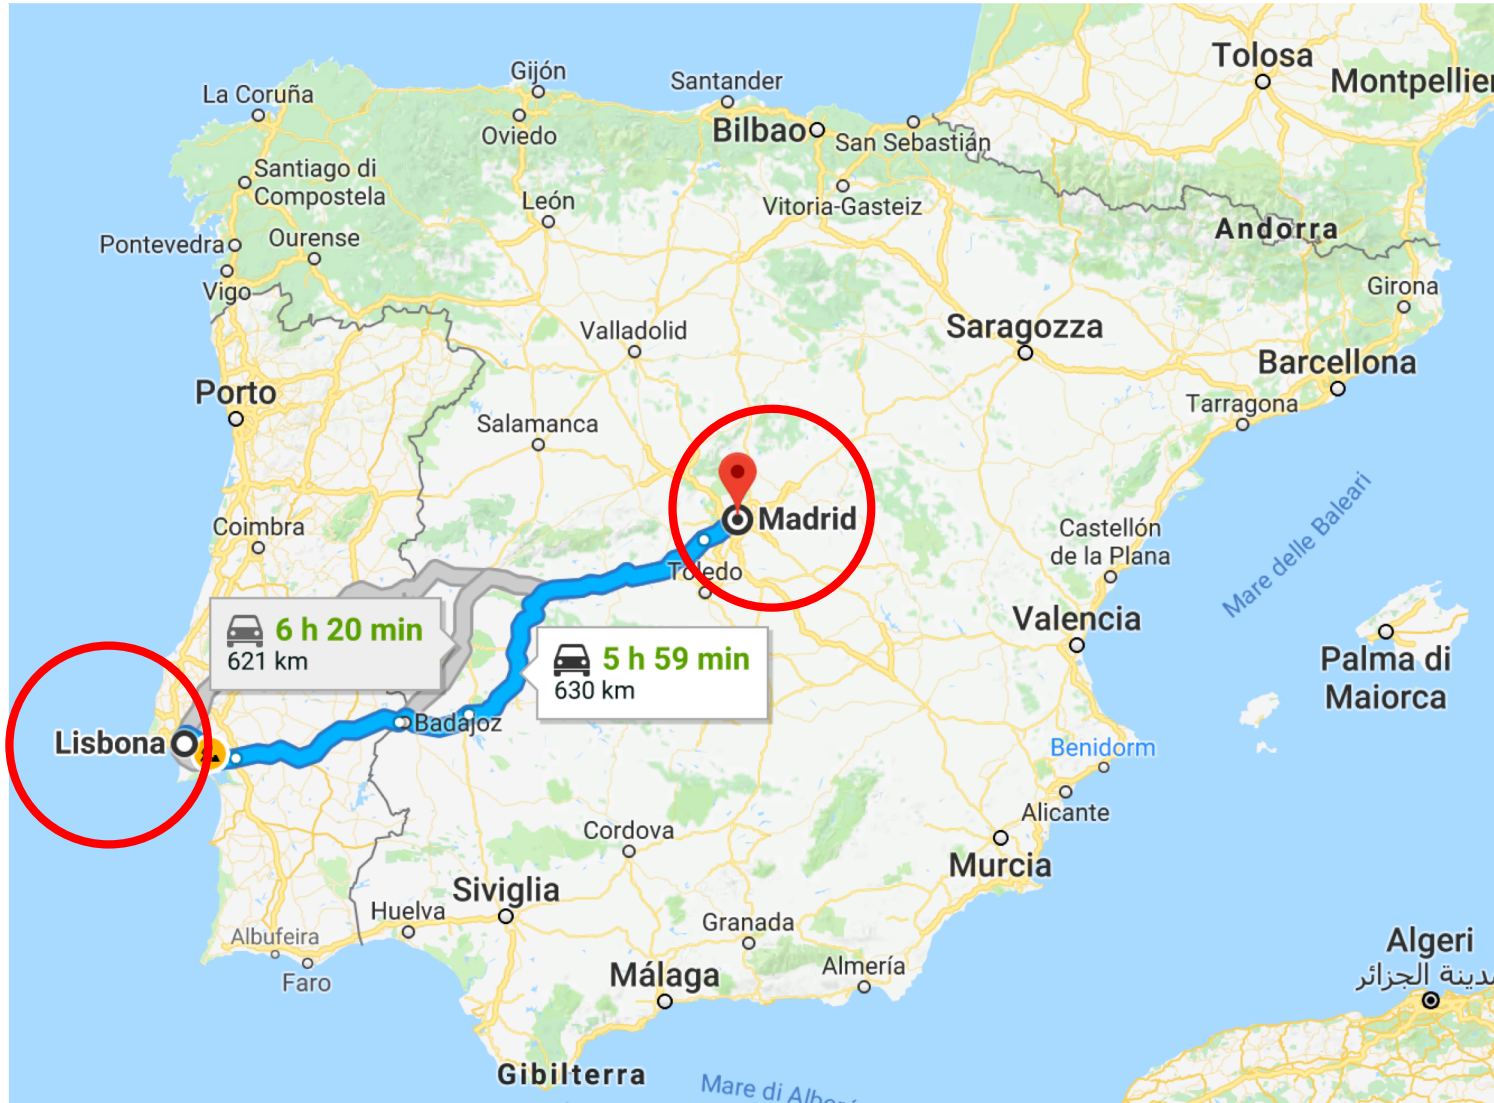 Tolosa
Montpellier
Gijón
Santander
La Coruña
Oviedo
Bilbao
San Sebastián
Santiago di
Compostela
León
Vitoria-Gasteiz
Andorra
Pontevedra
Ourense
Vigo
Girona
Valladolid
Saragozza
Barcellona
Porto
Tarragona
Salamanca
Mare delle Baleari
Coimbra
Madrid
Castellón
de la Plana
Toledo
Valencia
6 h 20 min
621 km
5 h 59 min
630 km
Palma di
Maiorca
Badajoz
Lisbona
Benidorm
Alicante
Cordova
Murcia
Siviglia
Huelva
Granada
Albufeira
Faro
Málaga
Almería
Algeri
مدينة الجزائر
Gibilterra
Mare di